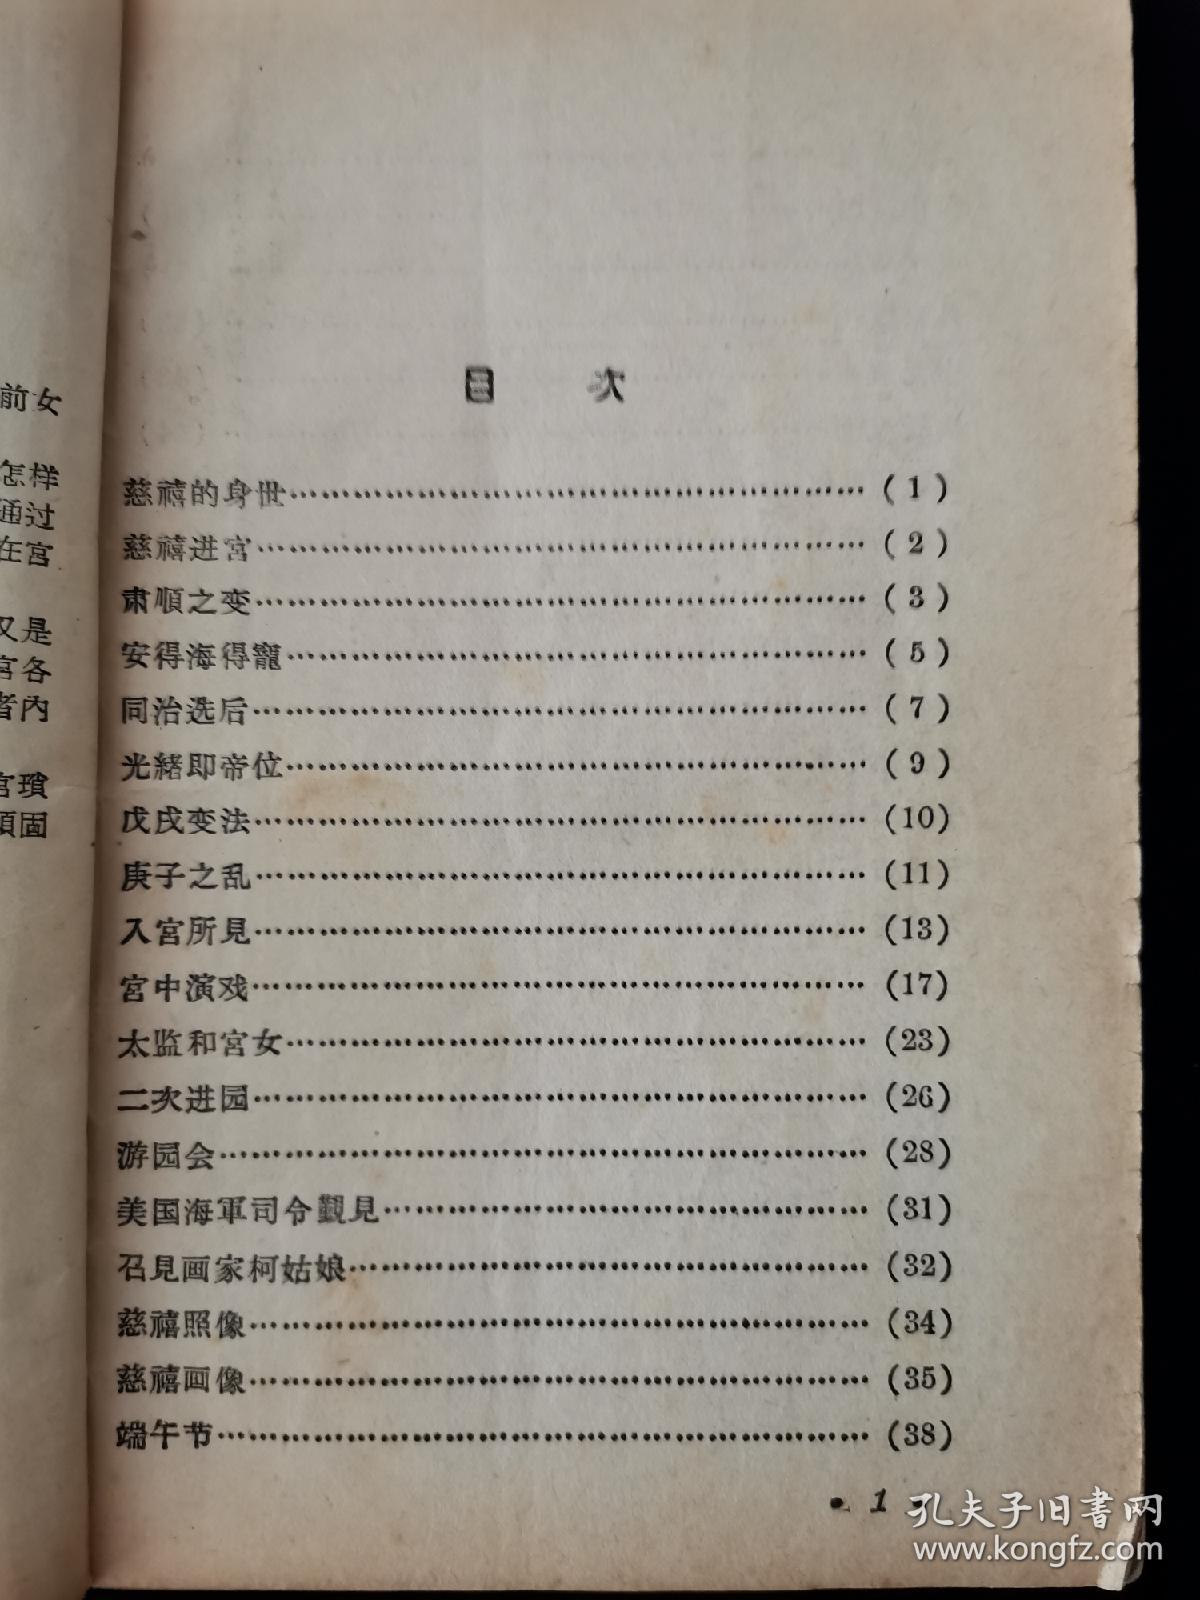 前女
怎样
通过
在宫
又是
宫各
者內
宫瑣
頑固
目 次
慈禧的身世…………………………………………………(1)
慈禧进宮……………………………………………………(2)
肃順之变……………………………………………………(3)
安得海得寵…………………………………………………(5)
同治选后……………………………………………………(7)
光緒即帝位…………………………………………………(9)
戊戌变法……………………………………………………(10)
庚子之乱……………………………………………………(11)
入宮所見……………………………………………………(13)
宮中演戏……………………………………………………(17)
太监和宮女…………………………………………………(23)
二次进园……………………………………………………(26)
游园会………………………………………………………(28)
美国海軍司令覲見…………………………………………(31)
召見画家柯姑娘……………………………………………(32)
慈禧照像……………………………………………………(34)
慈禧画像……………………………………………………(35)
端午节………………………………………………………(38)
• 1
孔夫子旧書网
www.kongfz.com